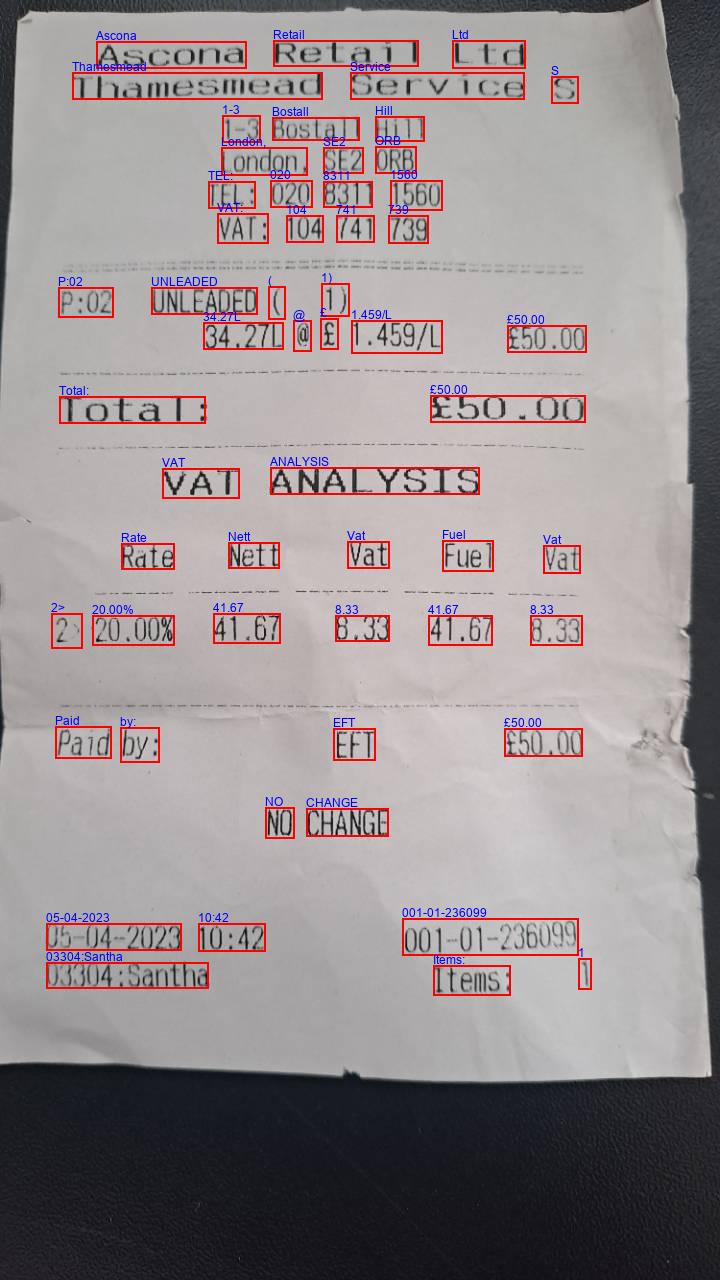 Ascona Retail Ltd
Thamesmead Service S
1-3 Bostall Hill
London, SE2 ORB
TEL: 020 8311 1560
VAT: 104 741 739
P:02 UNLEADED ( 1)
34.27L @ £ 1.459/L £50.00
Total: £50.00
VAT ANALYSIS
Rate Nett Vat Fuel Vat
2> 20.00% 41.67 8.33 41.67 8.33
Paid by: EFT £50.00
NO CHANGE
05-04-2023 10:42 001-01-236099
03304:Santha Items: 1